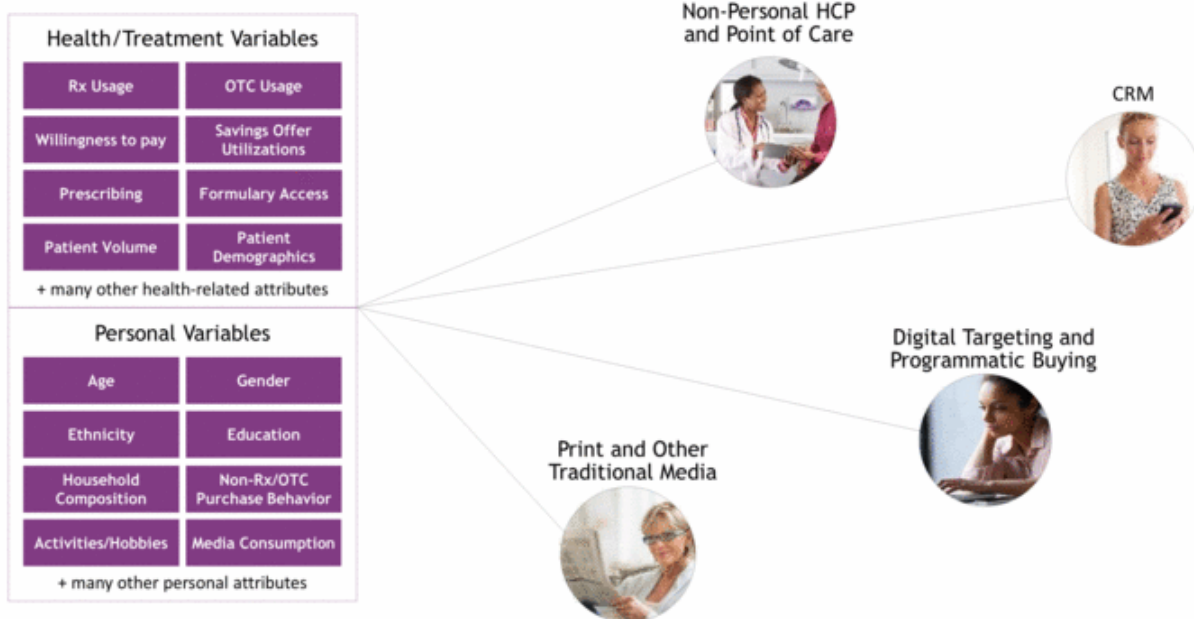 Health/Treatment Variables
Rx Usage
OTC Usage
Willingness to pay
Savings Offer
Utilizations
Prescribing
Formulary Access
Patient Volume
Patient
Demographics
+ many other health-related attributes
Personal Variables
Age
Gender
Ethnicity
Education
Household
Composition
Non-Rx/OTC
Purchase Behavior
Activities/Hobbies
Media Consumption
+ many other personal attributes
Non-Personal HCP
and Point of Care
CRM
Digital Targeting and
Programmatic Buying
Print and Other
Traditional Media